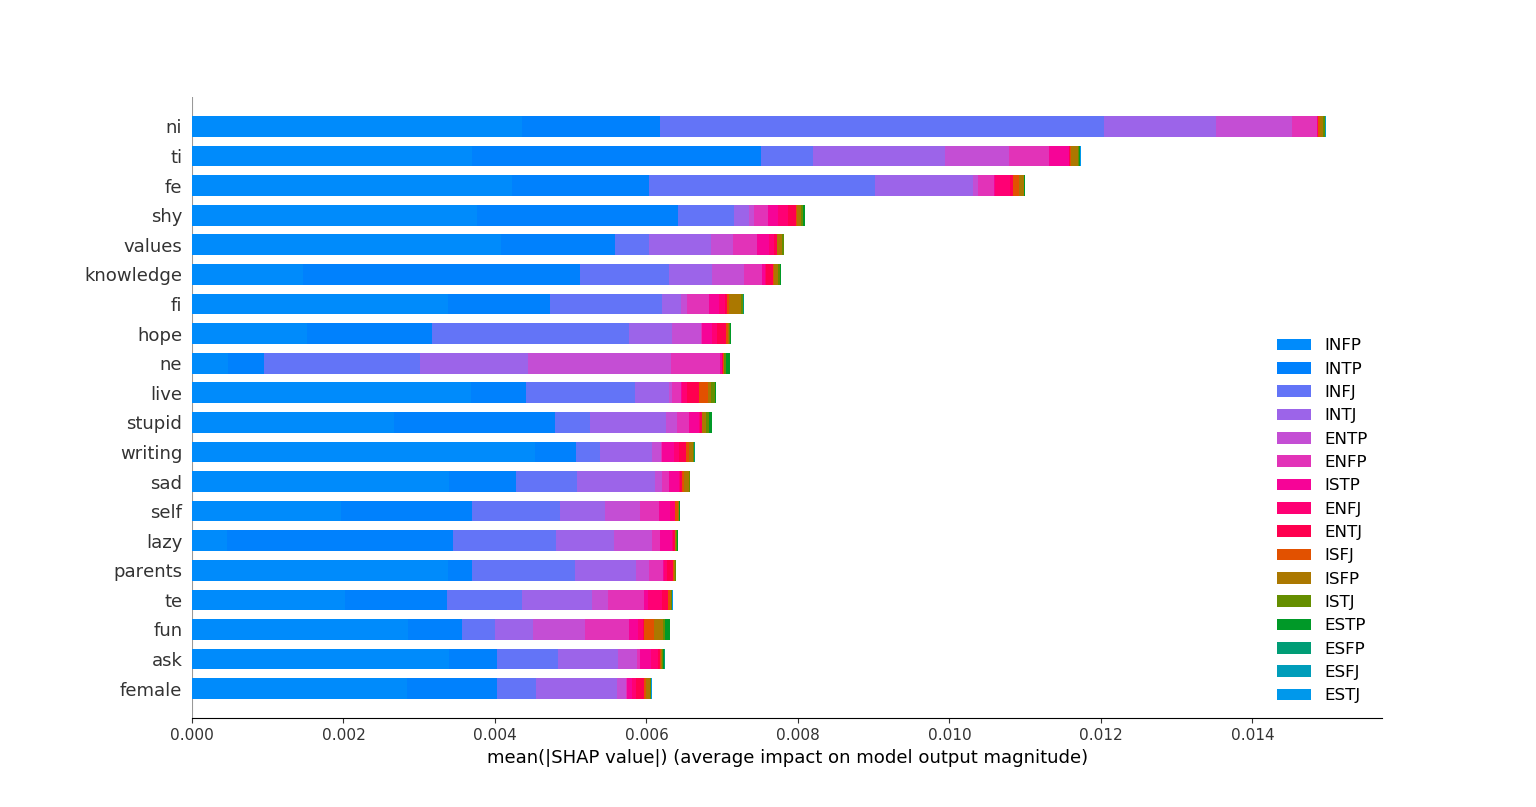 ni
ti
fe
shy
values
knowledge
fi
hope
ne
live
stupid
writing
sad
self
lazy
parents
te
fun
ask
female
INFP
INTP
INFJ
INTJ
ENTP
ENFP
ISTP
ENFJ
ENTJ
ISFJ
ISFP
ISTJ
ESTP
ESFP
ESFJ
ESTJ
0.000 0.002 0.004 0.006 0.008 0.010 0.012 0.014
mean(|SHAP value|) (average impact on model output magnitude)